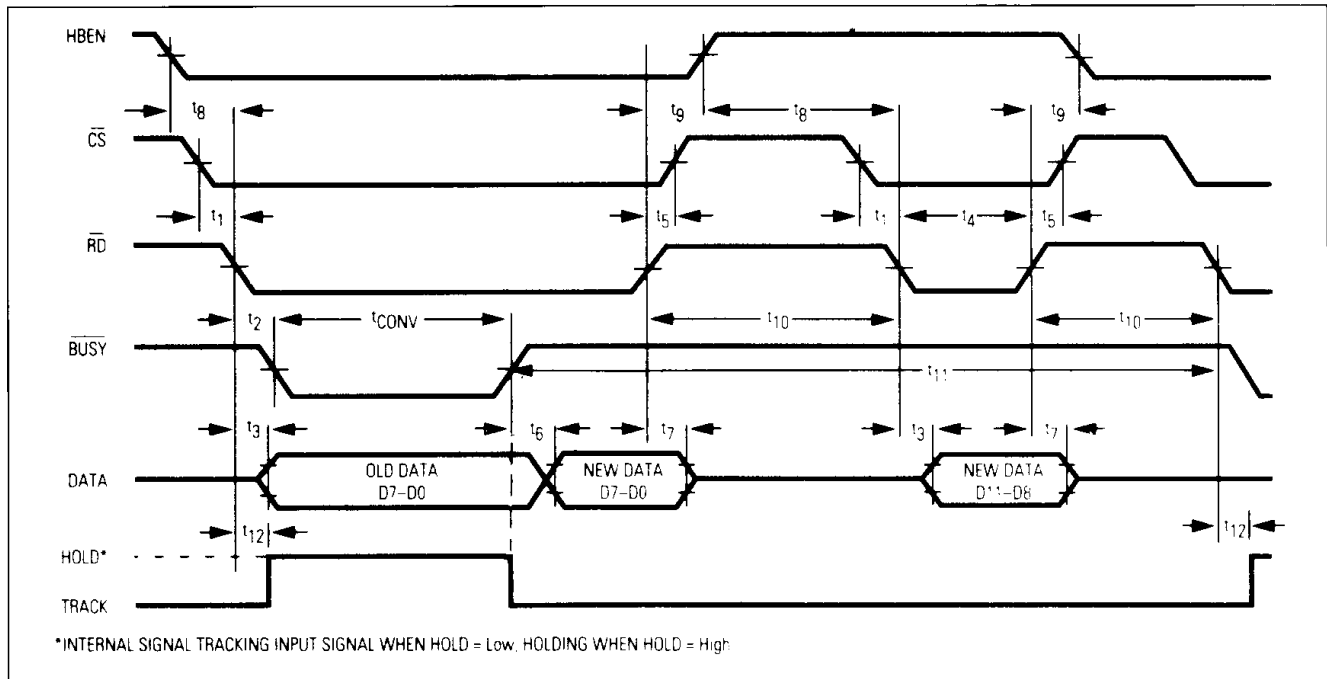 HBEN
t8 t9 t8 t9
CS
t1 t5 t1 t4 t5
RD
t2 tCONV t10 t10
BUSY
t11
t3 t6 t7 t3 t7
DATA
OLD DATA
D7–D0
NEW DATA
D7–D0
NEW DATA
D11–D8
t12 t12
HOLD*
TRACK
*INTERNAL SIGNAL TRACKING INPUT SIGNAL WHEN HOLD = Low, HOLDING WHEN HOLD = High